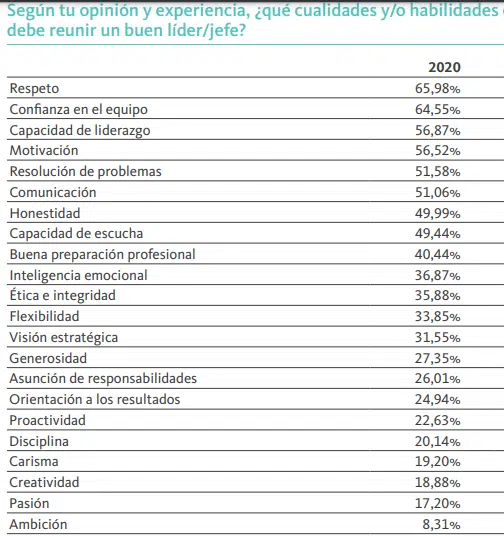 Según tu opinión y experiencia, ¿qué cualidades y/o habilidades
debe reunir un buen líder/jefe?
2020
Respeto 65,98%
Confianza en el equipo 64,55%
Capacidad de liderazgo 56,87%
Motivación 56,52%
Resolución de problemas 51,58%
Comunicación 51,06%
Honestidad 49,99%
Capacidad de escucha 49,44%
Buena preparación profesional 40,44%
Inteligencia emocional 36,87%
Ética e integridad 35,88%
Flexibilidad 33,85%
Visión estratégica 31,55%
Generosidad 27,35%
Asunción de responsabilidades 26,01%
Orientación a los resultados 24,94%
Proactividad 22,63%
Disciplina 20,14%
Carisma 19,20%
Creatividad 18,88%
Pasión 17,20%
Ambición 8,31%